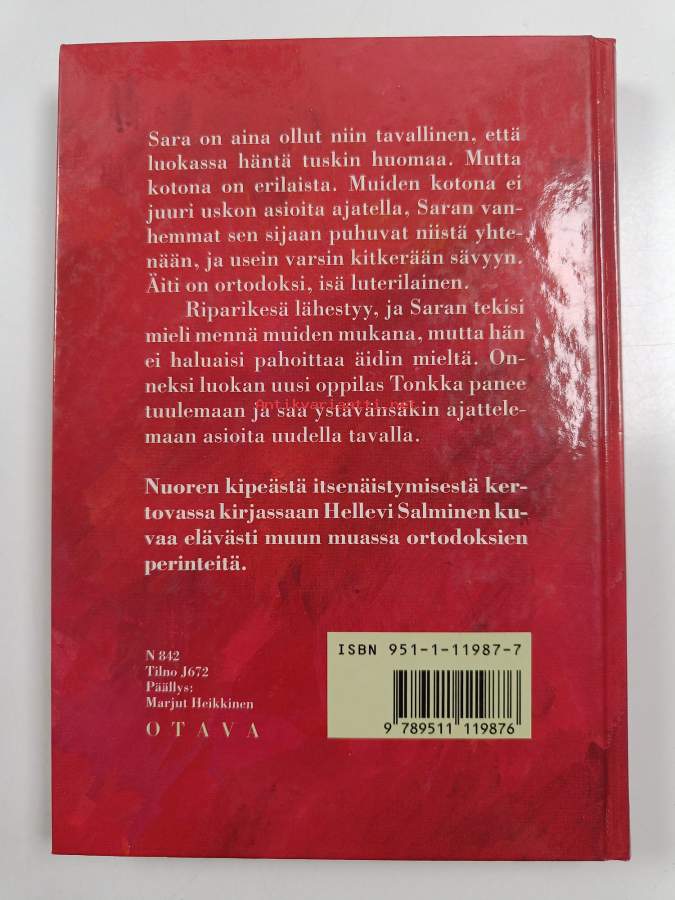 Sara on aina ollut niin tavallinen, että
luokassa häntä tuskin huomaa. Mutta
kotona on erilaista. Muiden kotona ei
juuri uskon asioita ajatella, Saran van-
hemmat sen sijaan puhuvat niistä yhte-
nään, ja usein varsin kitkerään sävyyn.
Äiti on ortodoksi, isä luterilainen.
Riparikesä lähestyy, ja Saran tekisi
mieli mennä muiden mukana, mutta hän
ei haluaisi pahoittaa äidin mieltä. On-
neksi luokan uusi oppilas Tonkka panee
Antikvariaatti.net
tuulemaan ja saa ystävänsäkin ajattele-
maan asioita uudella tavalla.
Nuoren kipeästä itsenäistymisestä ker-
tovassa kirjassaan Hellevi Salminen ku-
vaa elävästi muun muassa ortodoksien
perinteitä.
N 842
Tilno J672
Päällys:
Marjut Heikkinen
OTAVA
ISBN 951-1-11987-7
9 789511 119876